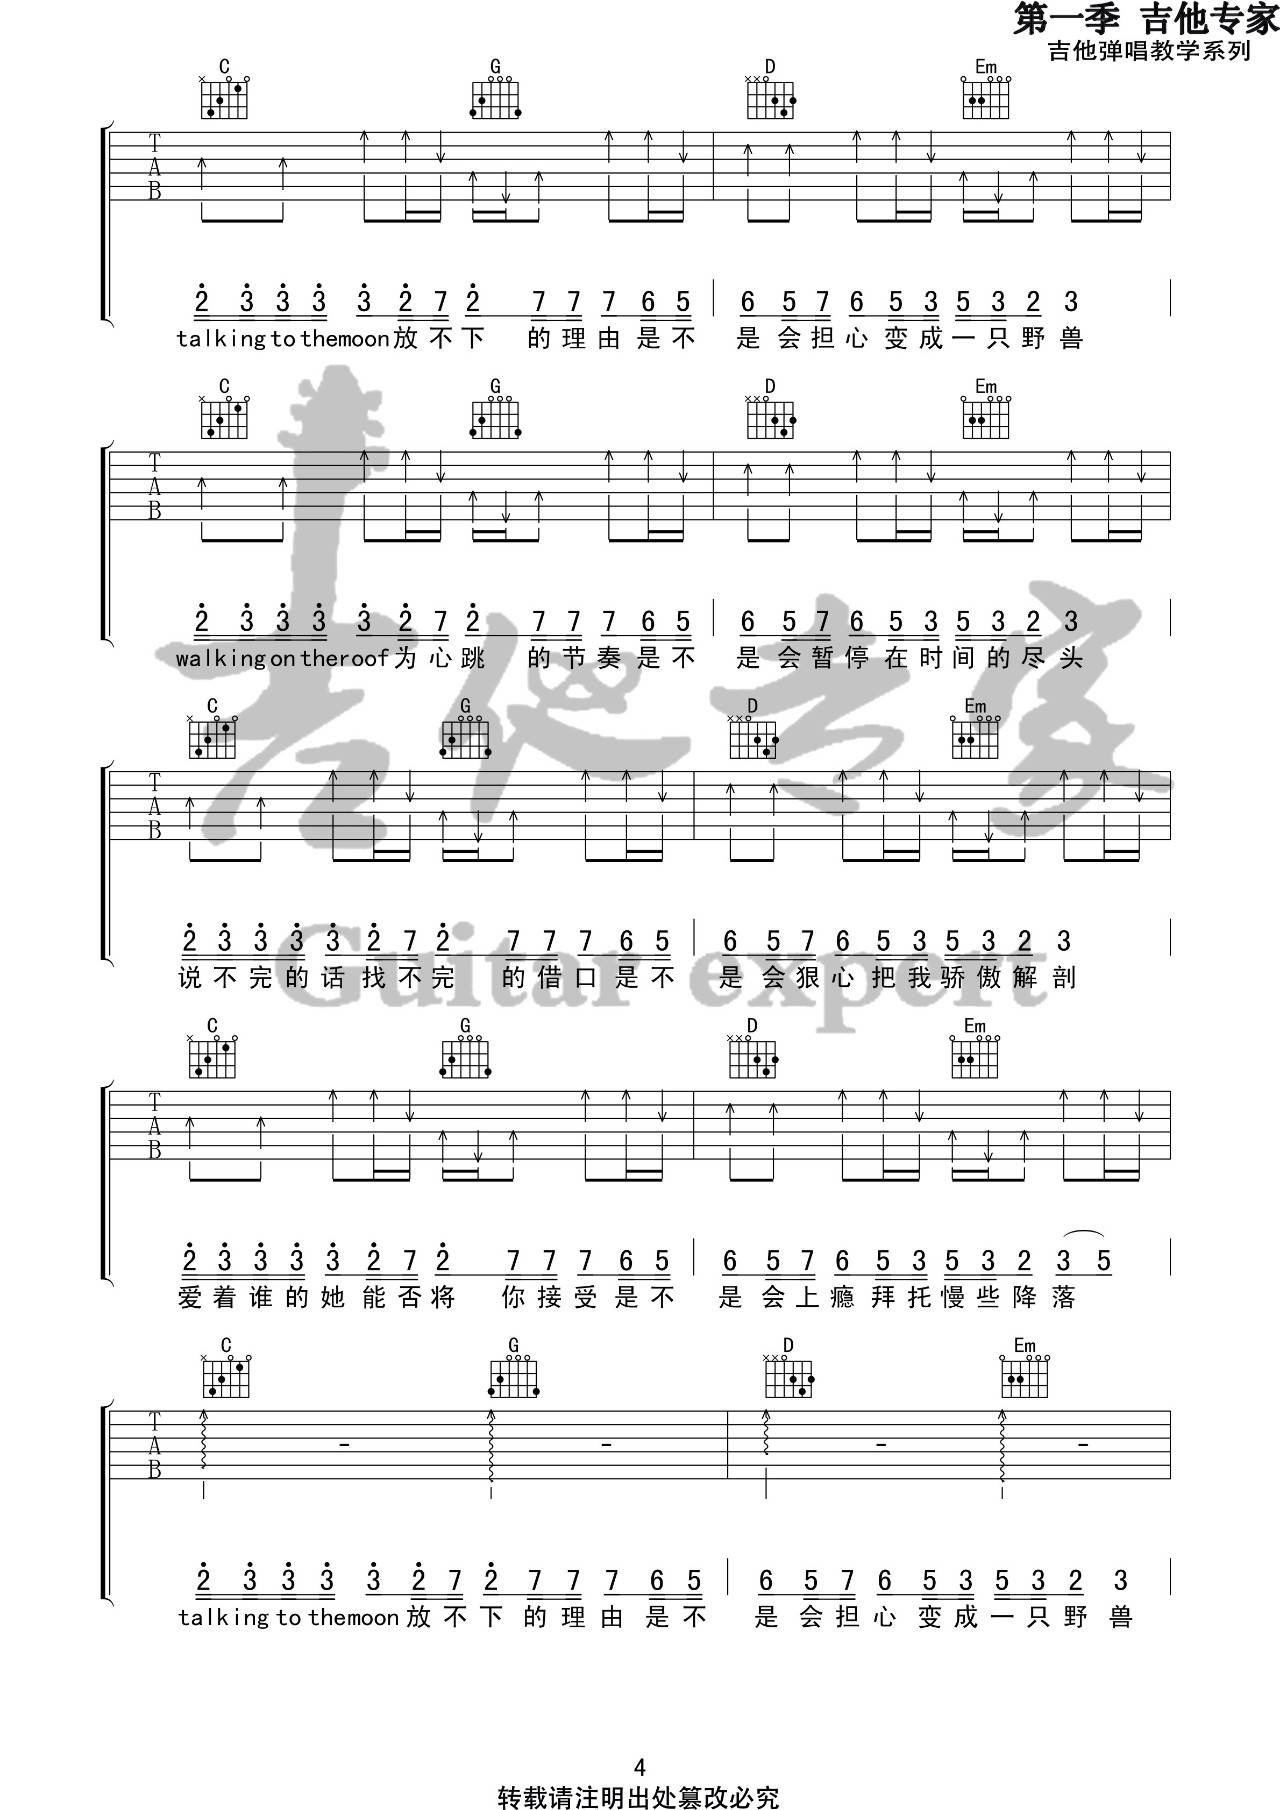 第一季 吉他专家
吉他弹唱教学系列
C G D Em
T
A
B
2 3 3 3 3 2 7 2 7 7 7 6 5 6 5 7 6 5 3 5 3 2 3
talking to the moon 放不下 的理由是不 是会担心变成一只野兽
C G D Em
T
A
B
2 3 3 3 3 2 7 2 7 7 7 6 5 6 5 7 6 5 3 5 3 2 3
walking on the roof 为心跳 的节奏是不 是会暂停在时间的尽头
C G D Em
T
A
B
2 3 3 3 3 2 7 2 7 7 7 6 5 6 5 7 6 5 3 5 3 2 3
说不完的话找不完 的借口是不 是会狠心把我骄傲解剖
C G D Em
T
A
B
2 3 3 3 3 2 7 2 7 7 7 6 5 6 5 7 6 5 3 5 3 2 3 5
爱着谁的她能否将 你接受是不 是会上瘾拜托慢些降落
C G D Em
T
A
B
2 3 3 3 3 2 7 2 7 7 7 6 5 6 5 7 6 5 3 5 3 2 3
talking to the moon 放不下的理由是不 是会担心变成一只野兽
吉他专家
Guitar expert
4
转载请注明出处篡改必究